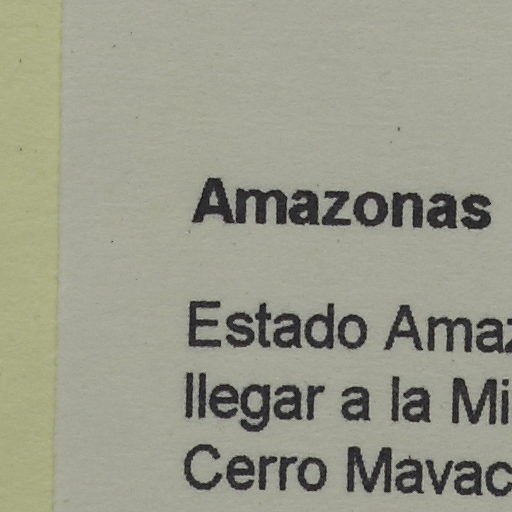 Amazonas
Estado Amaz
llegar a la Mi
Cerro Mavac